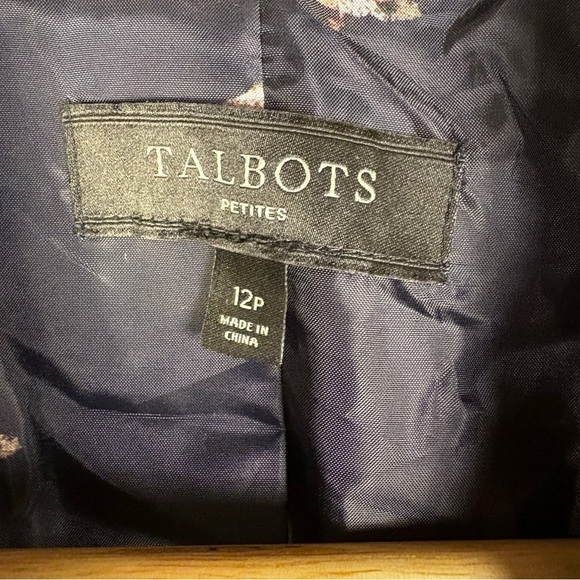 TALBOTS
PETITES
12P
MADE IN
CHINA